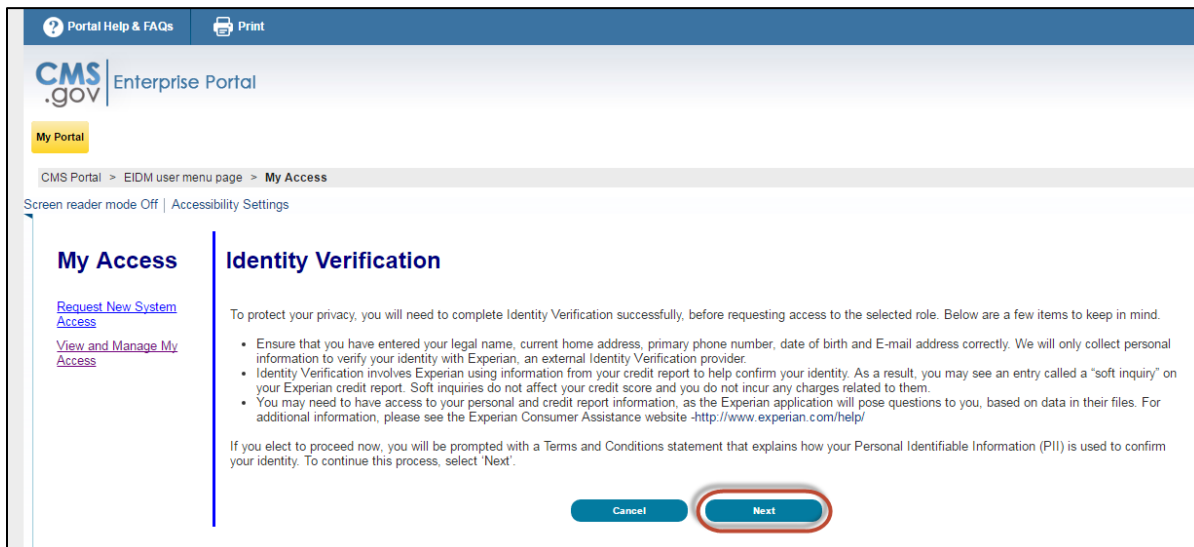 Portal Help & FAQs Print
CMS
.gov Enterprise Portal
My Portal
CMS Portal > EIDM user menu page > My Access
Screen reader mode Off | Accessibility Settings
My Access
Request New System
Access
View and Manage My
Access
Identity Verification
To protect your privacy, you will need to complete Identity Verification successfully, before requesting access to the selected role. Below are a few items to keep in mind.
• Ensure that you have entered your legal name, current home address, primary phone number, date of birth and E-mail address correctly. We will only collect personal
information to verify your identity with Experian, an external Identity Verification provider.
• Identity Verification involves Experian using information from your credit report to help confirm your identity. As a result, you may see an entry called a “soft inquiry” on
your Experian credit report. Soft inquiries do not affect your credit score and you do not incur any charges related to them.
• You may need to have access to your personal and credit report information, as the Experian application will pose questions to you, based on data in their files. For
additional information, please see the Experian Consumer Assistance website -http://www.experian.com/help/
If you elect to proceed now, you will be prompted with a Terms and Conditions statement that explains how your Personal Identifiable Information (PII) is used to confirm
your identity. To continue this process, select ‘Next’.
Cancel Next